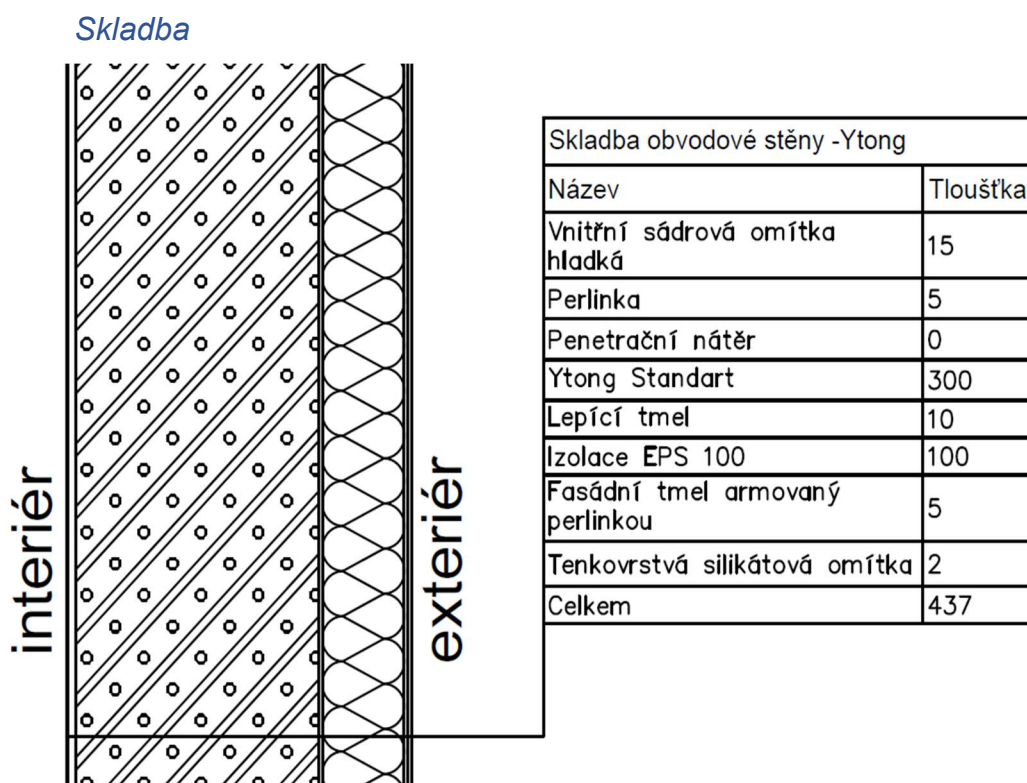 Skladba
interiér
exteriér
Skladba obvodové stěny -Ytong
Název Tloušťka
Vnitřní sádrová omítka
hladká 15
Perlinka 5
Penetrační nátěr 0
Ytong Standart 300
Lepící tmel 10
Izolace EPS 100 100
Fasádní tmel armovaný
perlinkou 5
Tenkovrstvá silikátová omítka 2
Celkem 437